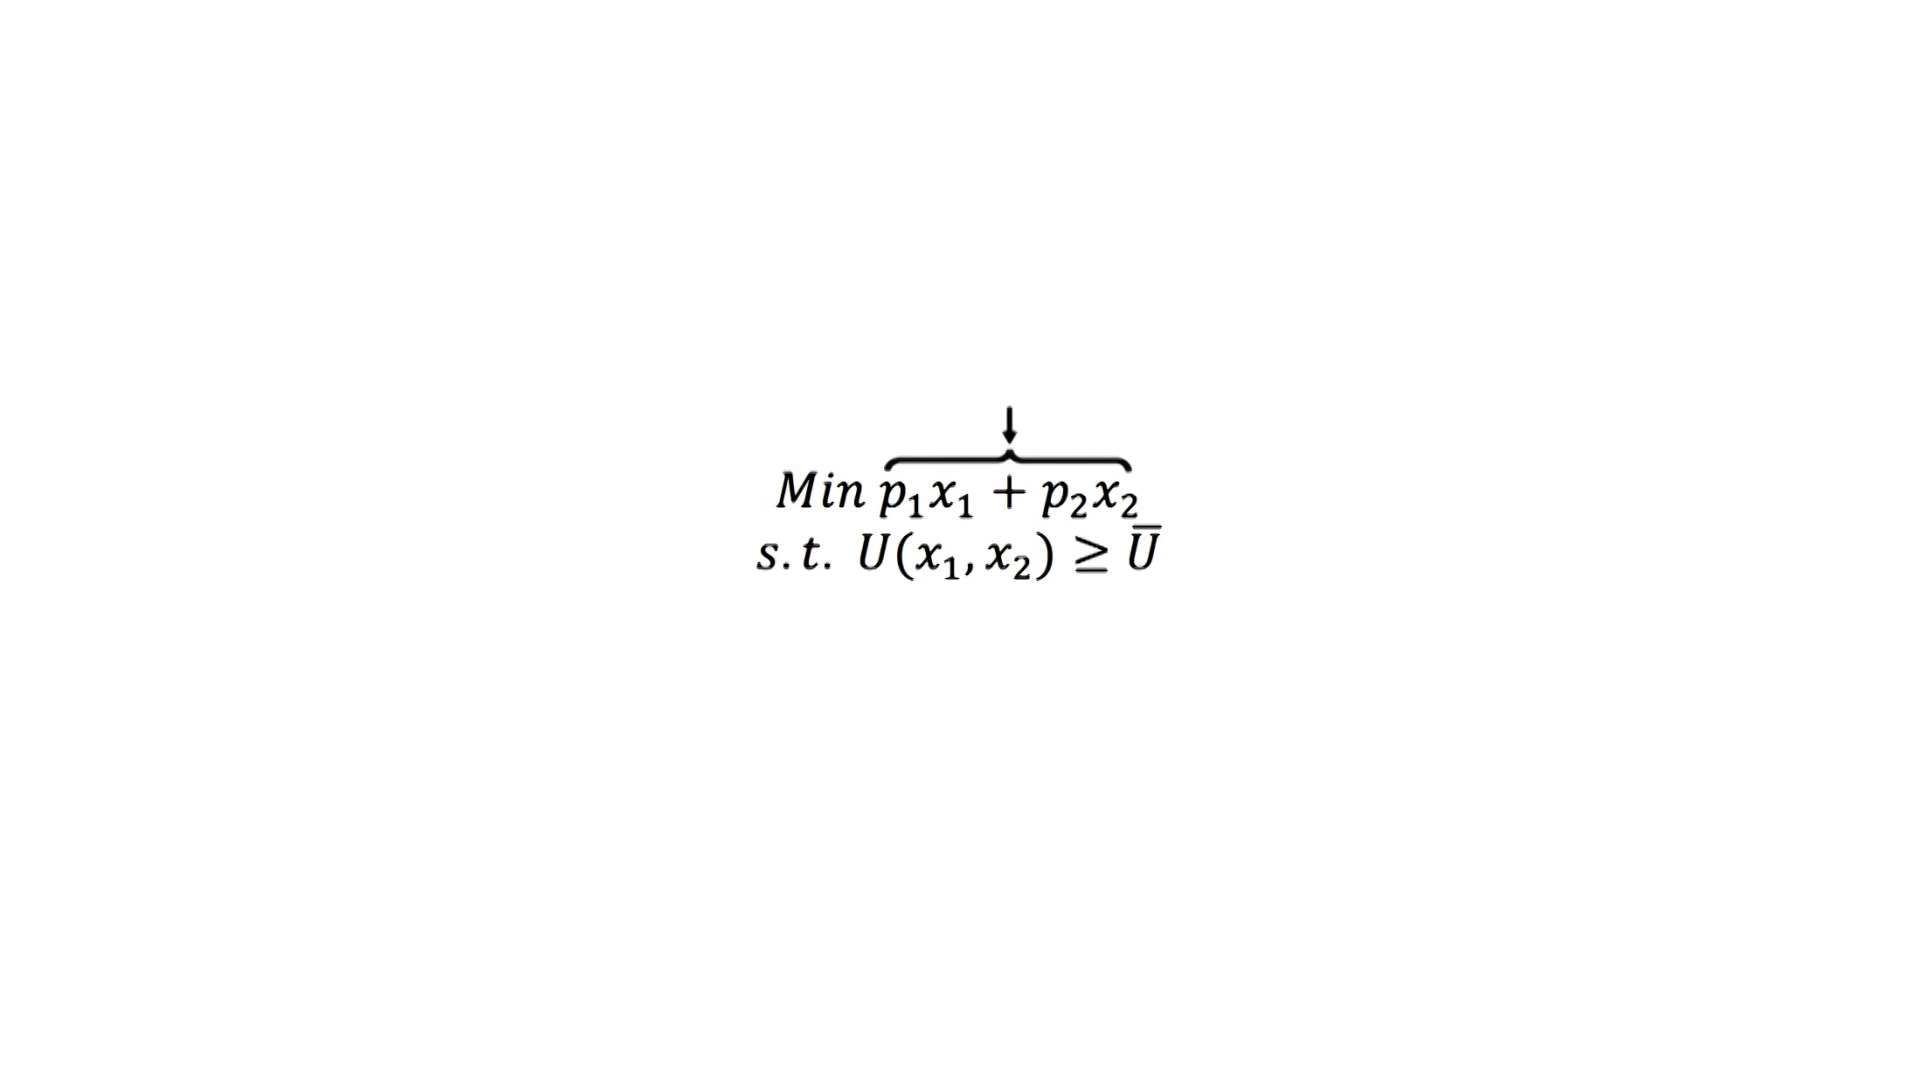 Min p₁x₁ + p₂x₂
s.t. U(x₁, x₂) ≥ U̅